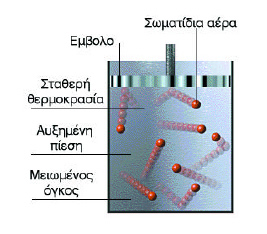 Σωματίδια αέρα
Εμβολο
Σταθερή
θερμοκρασία
Αυξημένη
πίεση
Μειωμένος
όγκος